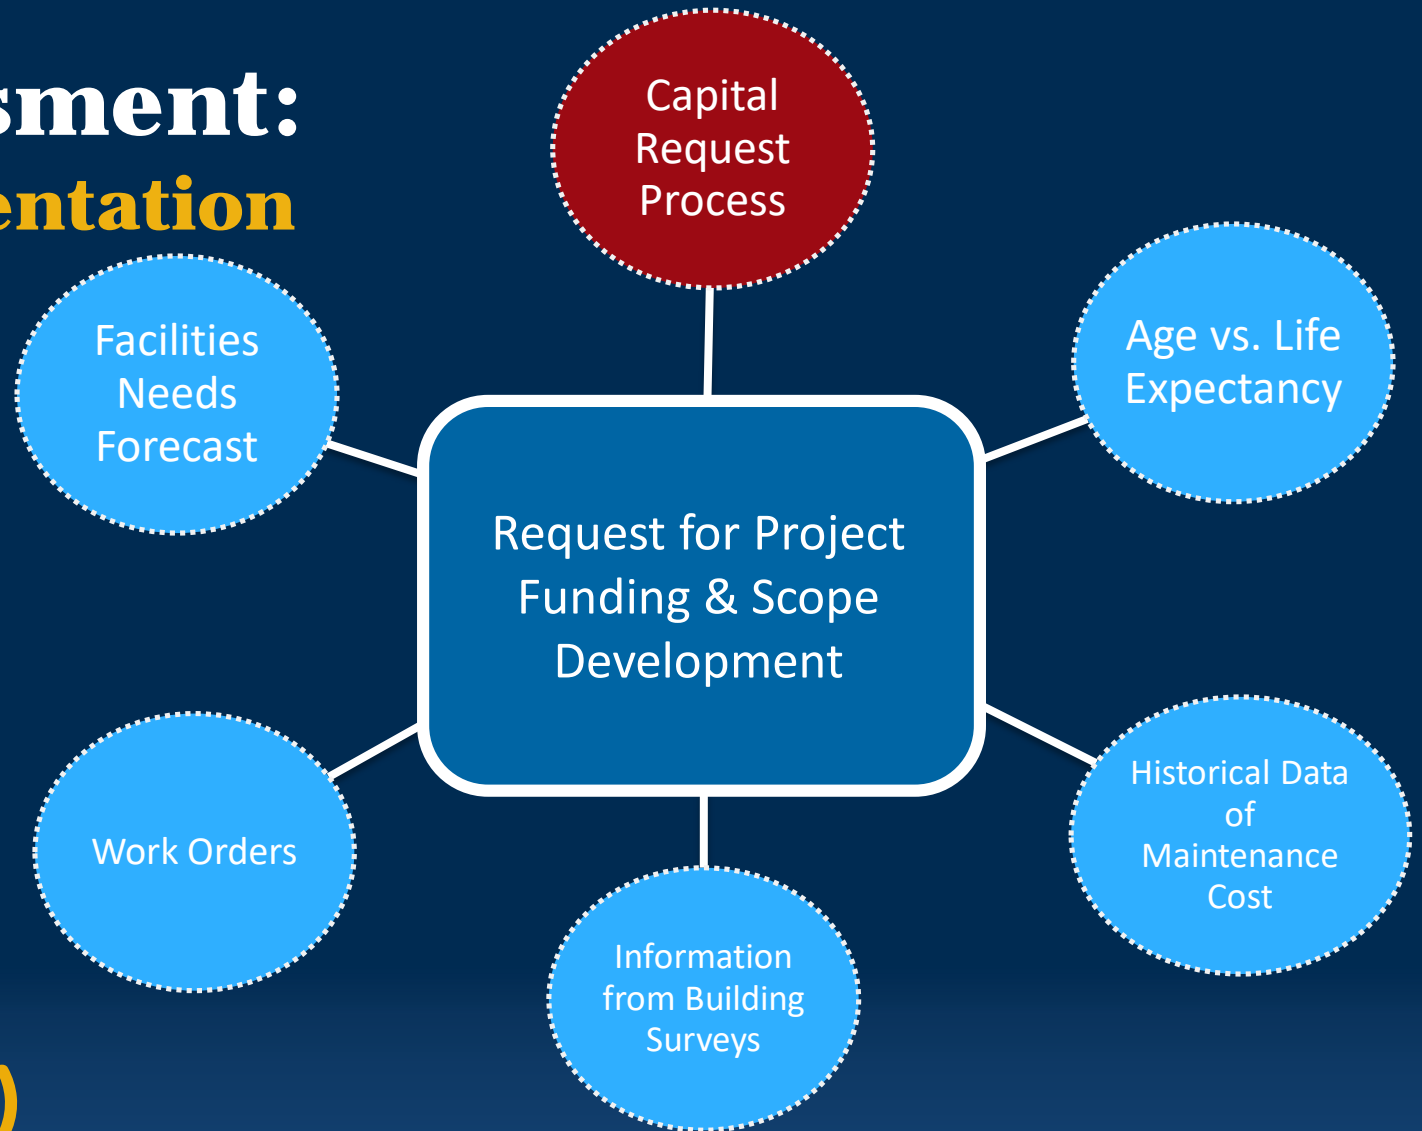 sment:
entation
Capital
Request
Process
Facilities
Needs
Forecast
Age vs. Life
Expectancy
Request for Project
Funding & Scope
Development
Work Orders
Historical Data
of
Maintenance
Cost
Information
from Building
Surveys
)